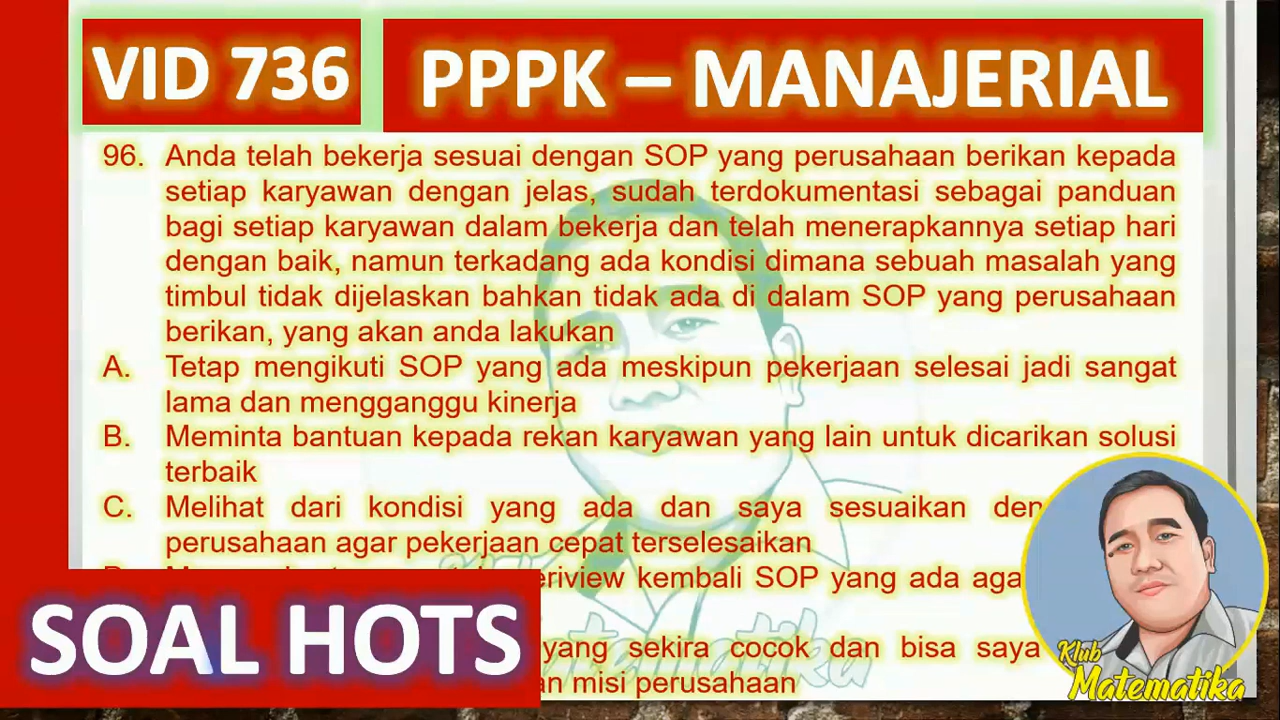 VID 736
PPPK – MANAJERIAL
96. Anda telah bekerja sesuai dengan SOP yang perusahaan berikan kepada
setiap karyawan dengan jelas, sudah terdokumentasi sebagai panduan
bagi setiap karyawan dalam bekerja dan telah menerapkannya setiap hari
dengan baik, namun terkadang ada kondisi dimana sebuah masalah yang
timbul tidak dijelaskan bahkan tidak ada di dalam SOP yang perusahaan
berikan, yang akan anda lakukan
A. Tetap mengikuti SOP yang ada meskipun pekerjaan selesai jadi sangat
lama dan mengganggu kinerja
B. Meminta bantuan kepada rekan karyawan yang lain untuk dicarikan solusi
terbaik
C. Melihat dari kondisi yang ada dan saya sesuaikan
perusahaan agar pekerjaan cepat terselesaikan
kembali SOP yang ada
yang sekira cocok dan bisa saya
misi perusahaan
SOAL HOTS
Klub
Matematika